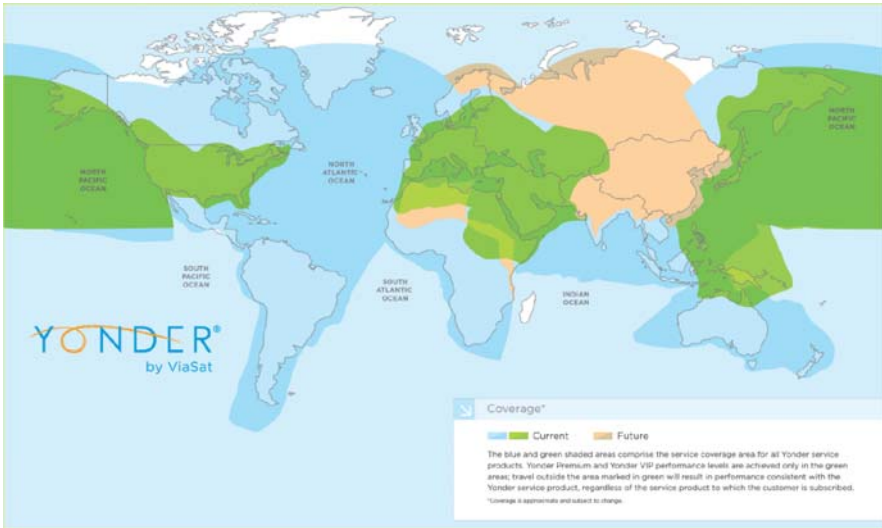 NORTH
PACIFIC
OCEAN
NORTH
ATLANTIC
OCEAN
NORTH
PACIFIC
OCEAN
SOUTH
PACIFIC
OCEAN
SOUTH
ATLANTIC
OCEAN
INDIAN
OCEAN
YONDER®
by ViaSat
Coverage*
Current
Future
The blue and green shaded areas comprise the service coverage area for all Yonder service
products. Yonder Premium and Yonder VIP performance levels are achieved only in the green
areas; travel outside the area marked in green will result in performance consistent with the
Yonder service product, regardless of the service product to which the customer is subscribed.
*Coverage is approximate and subject to change.